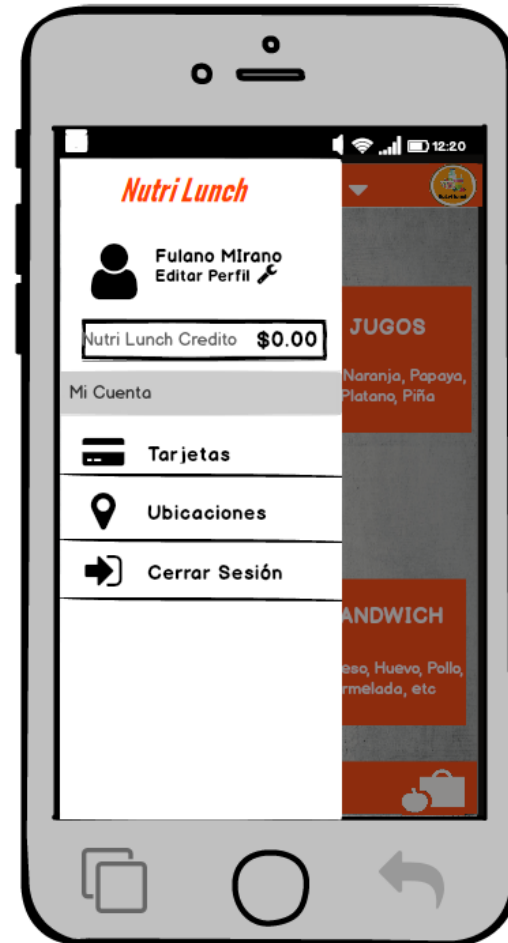 12:20
Nutri Lunch
Fulano MIrano
Editar Perfil
Nutri Lunch Credito $0.00
Mi Cuenta
Tarjetas
Ubicaciones
Cerrar Sesión
JUGOS
Naranja, Papaya,
Platano, Piña
ANDWICH
eso, Huevo, Pollo,
rmelada, etc